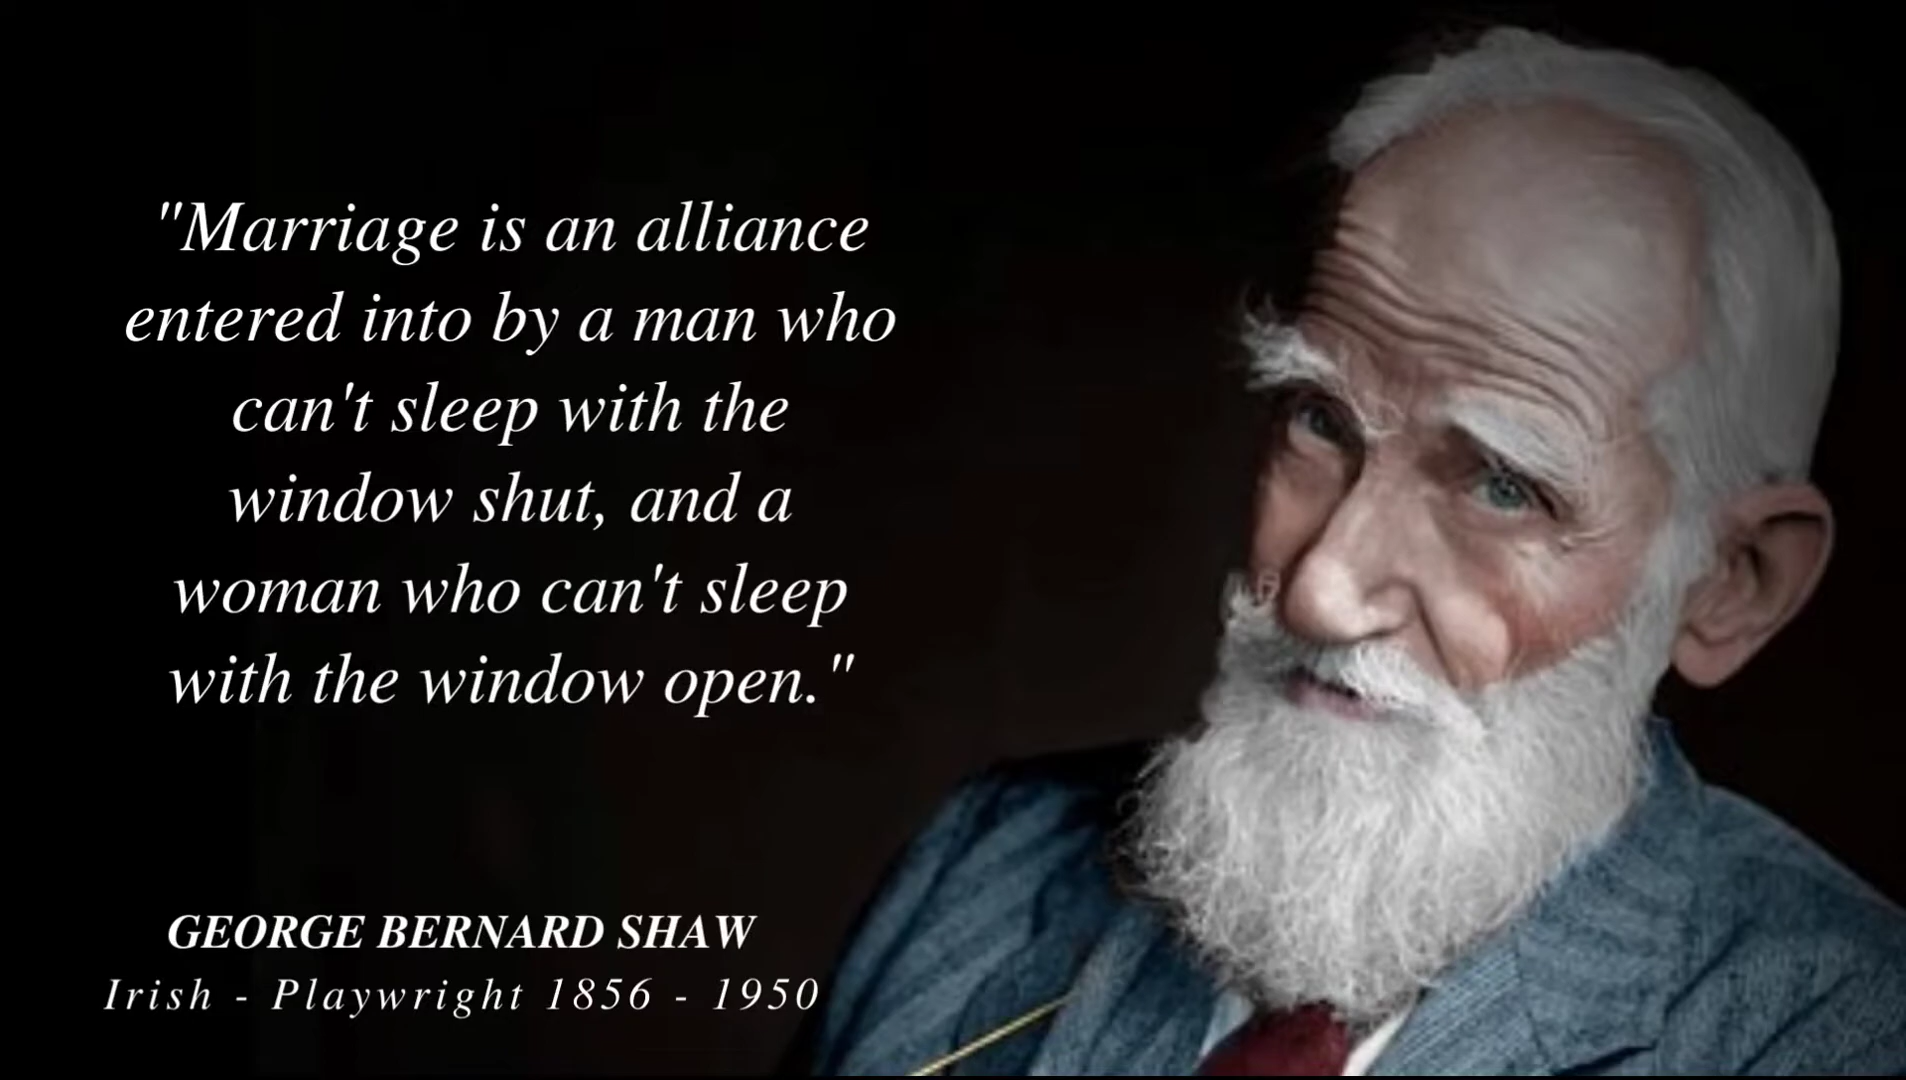 "Marriage is an alliance
entered into by a man who
can't sleep with the
window shut, and a
woman who can't sleep
with the window open."
GEORGE BERNARD SHAW
Irish - Playwright 1856 - 1950